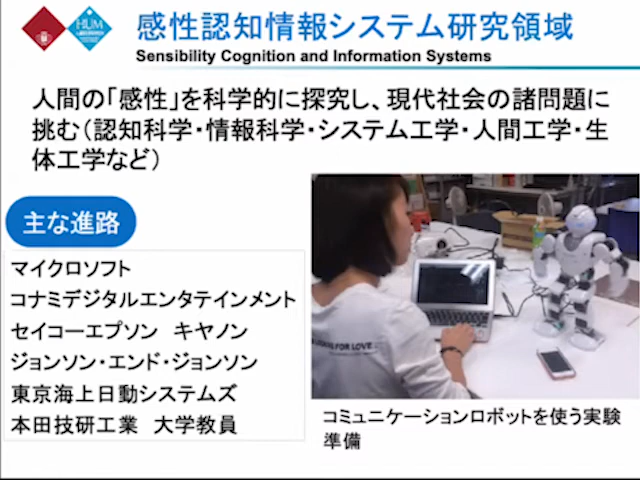 HUM
感性認知情報システム研究領域
Sensibility Cognition and Information Systems
人間の「感性」を科学的に探究し、現代社会の諸問題に
挑む(認知科学・情報科学・システム工学・人間工学・生
体工学など)
主な進路
マイクロソフト
コナミデジタルエンタテインメント
セイコーエプソン キヤノン
ジョンソン・エンド・ジョンソン
東京海上日動システムズ
本田技研工業 大学教員
FOR LOVE
コミュニケーションロボットを使う実験
準備